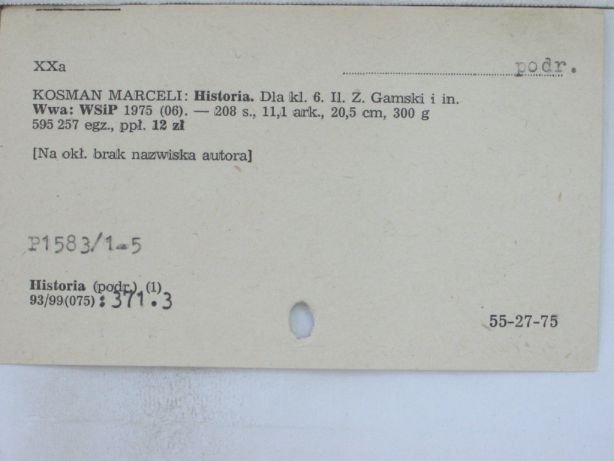 XXa
podr.
KOSMAN MARCELI: Historia. Dla kl. 6. Il. Z. Gamski i in.
Wwa: WSiP 1975 (06). — 208 s., 11,1 ark., 20,5 cm, 300 g
595 257 egz., ppł. 12 zł
[Na okł. brak nazwiska autora]
P1583/1-5
Historia (podr.) (1)
93/99(075):371.3
55-27-75